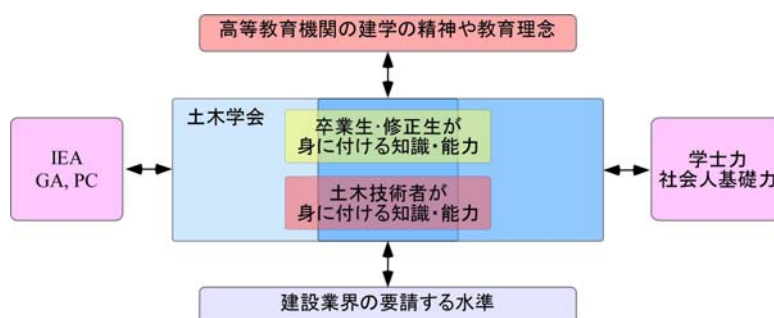 高等教育機関の建学の精神や教育理念
土木学会
卒業生・修正生が
身に付ける知識・能力
IEA
GA, PC
学士力
社会人基礎力
土木技術者が
身に付ける知識・能力
建設業界の要請する水準